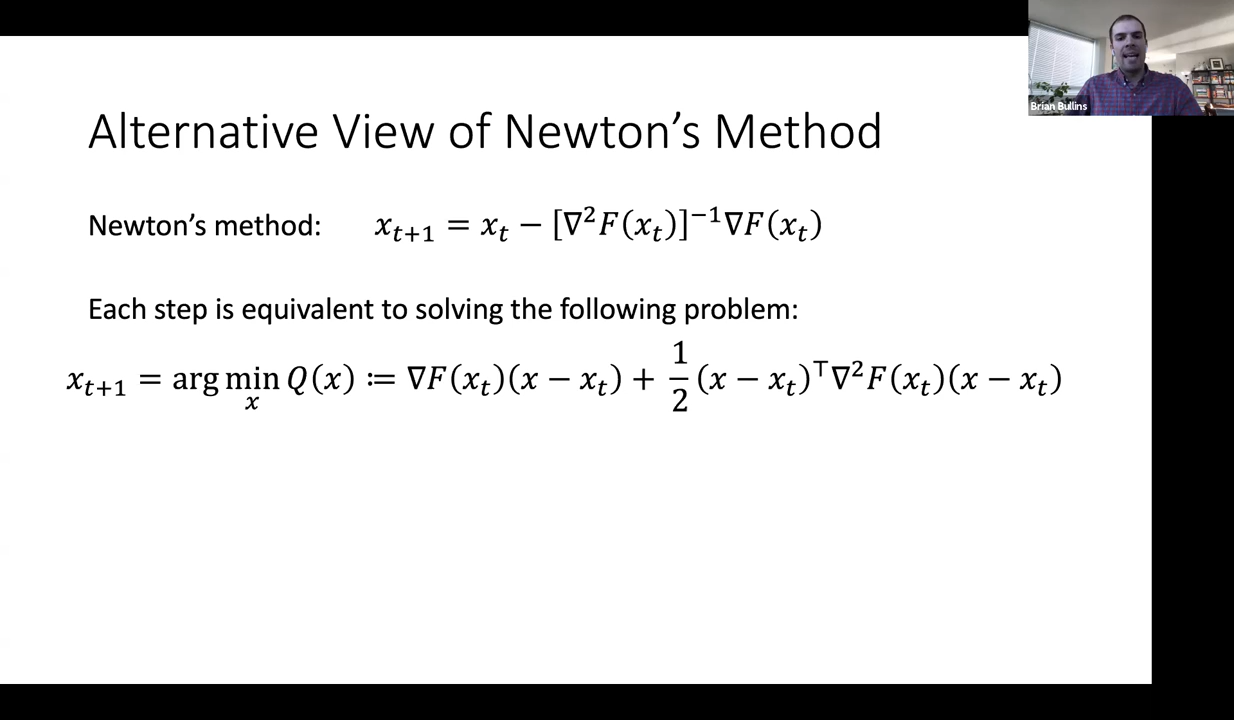 Brian Bullins
Alternative View of Newton's Method
Newton's method: x_{t+1} = x_t − [∇²F(x_t)]⁻¹∇F(x_t)
Each step is equivalent to solving the following problem:
x_{t+1} = arg min_x Q(x) ≔ ∇F(x_t)(x − x_t) + 1/2 (x − x_t)^⊤∇²F(x_t)(x − x_t)